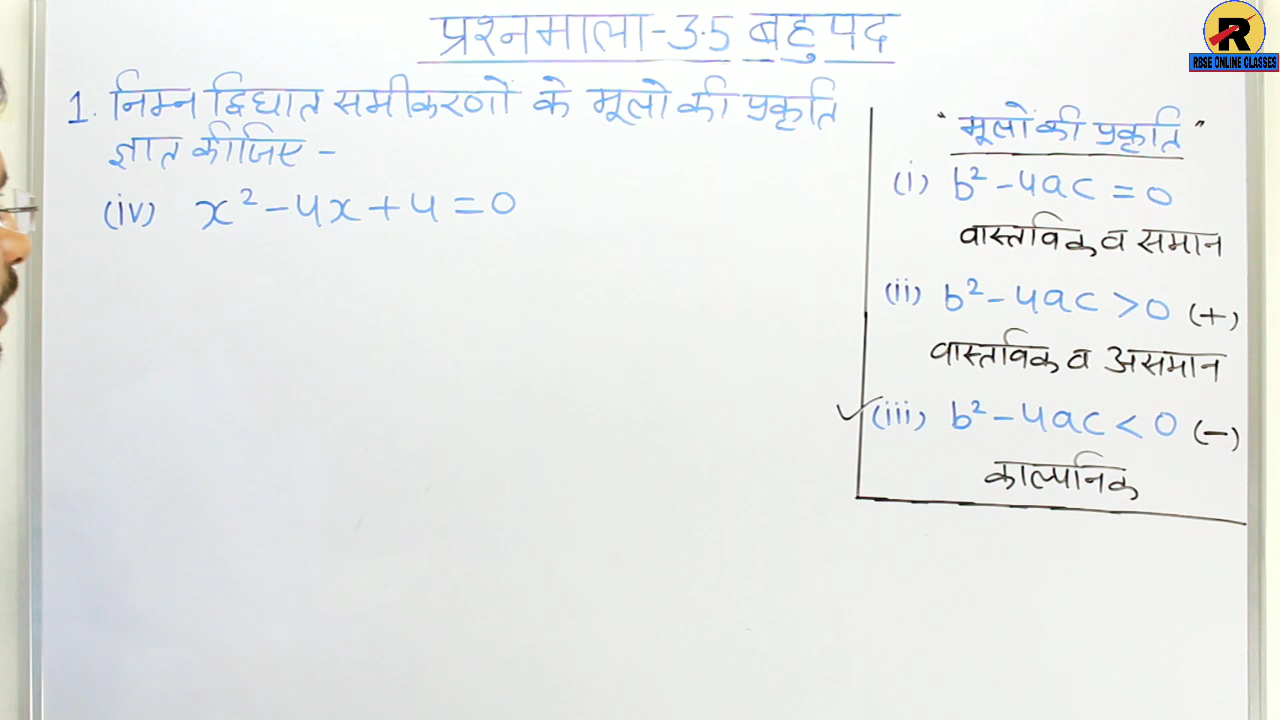 प्रश्नमाला-3.5 बहुपद
1. निम्न द्विघात समीकरणों के मूलो की प्रकृति
ज्ञात कीजिए -
(iv) x² - 4x + 4 = 0
"मूलों की प्रकृति"
(i) b² - 4ac = 0
वास्तविक व समान
(ii) b² - 4ac > 0 (+)
वास्तविक व असमान
✓(iii) b² - 4ac < 0 (-)
काल्पनिक
R
RBSE ONLINE CLASSES